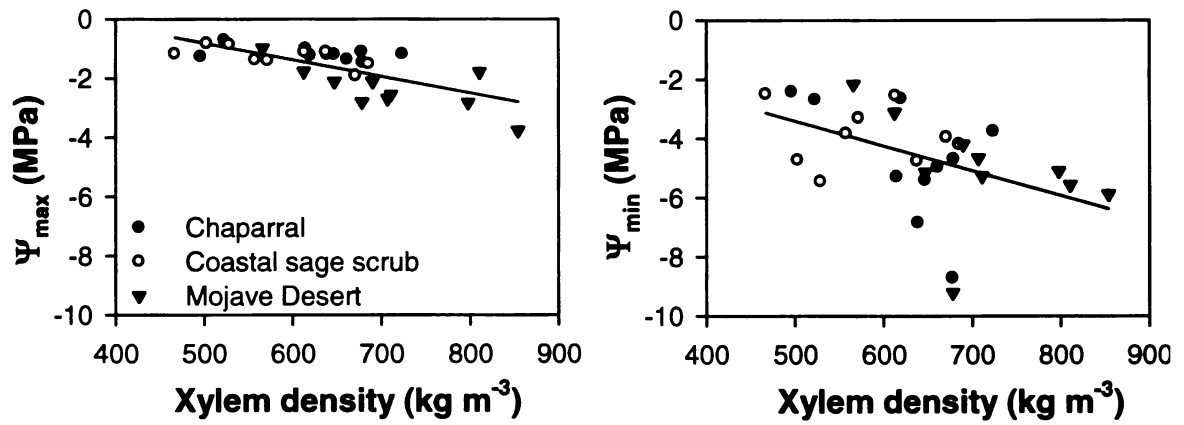 0
-2
-4
-6
-8
-10
Ψmax (MPa)
Chaparral
Coastal sage scrub
Mojave Desert
400 500 600 700 800 900
Xylem density (kg m-3)
0
-2
-4
-6
-8
-10
Ψmin (MPa)
400 500 600 700 800 900
Xylem density (kg m-3)